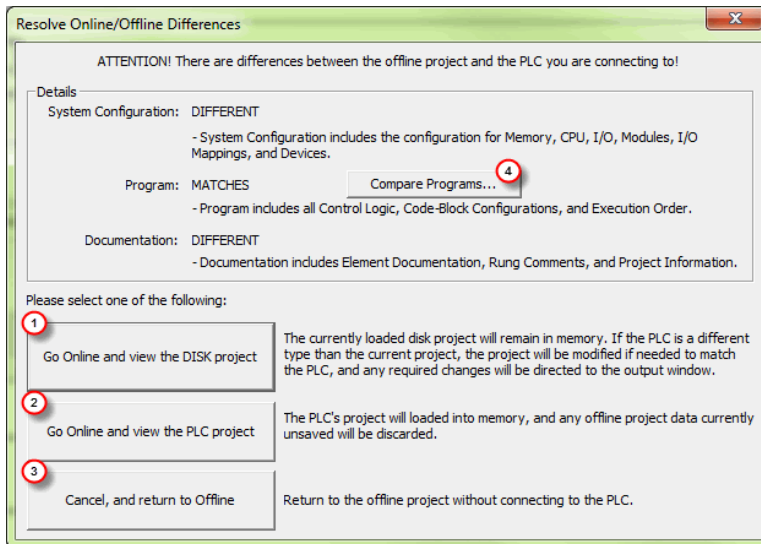 Resolve Online/Offline Differences
X
ATTENTION! There are differences between the offline project and the PLC you are connecting to!
Details
System Configuration: DIFFERENT
- System Configuration includes the configuration for Memory, CPU, I/O, Modules, I/O
Mappings, and Devices.
4
Program: MATCHES Compare Programs...
- Program includes all Control Logic, Code-Block Configurations, and Execution Order.
Documentation: DIFFERENT
- Documentation includes Element Documentation, Rung Comments, and Project Information.
Please select one of the following:
1
Go Online and view the DISK project
The currently loaded disk project will remain in memory. If the PLC is a different
type than the current project, the project will be modified if needed to match
the PLC, and any required changes will be directed to the output window.
2
Go Online and view the PLC project
The PLC's project will loaded into memory, and any offline project data currently
unsaved will be discarded.
3
Cancel, and return to Offline
Return to the offline project without connecting to the PLC.